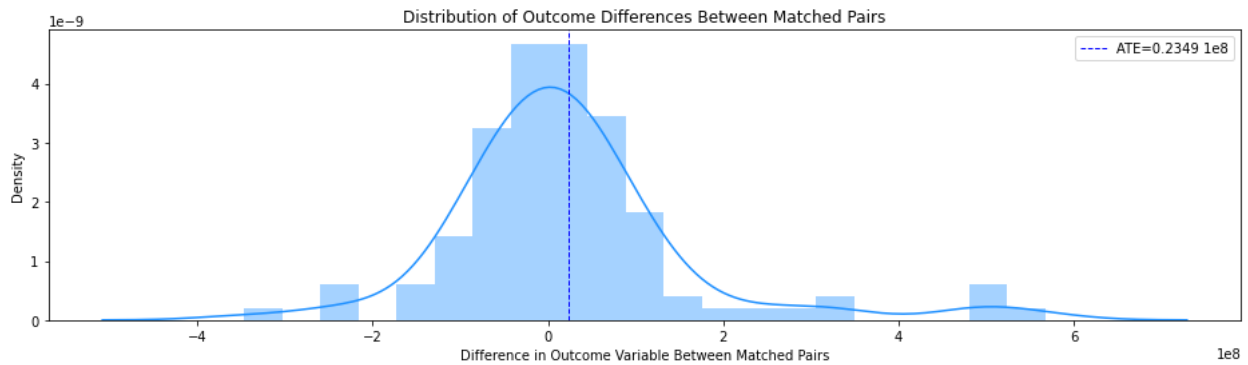 Distribution of Outcome Differences Between Matched Pairs
1e−9
ATE=0.2349 1e8
4
3
2
1
0
Density
−4
−2
0
2
4
6
Difference in Outcome Variable Between Matched Pairs
1e8